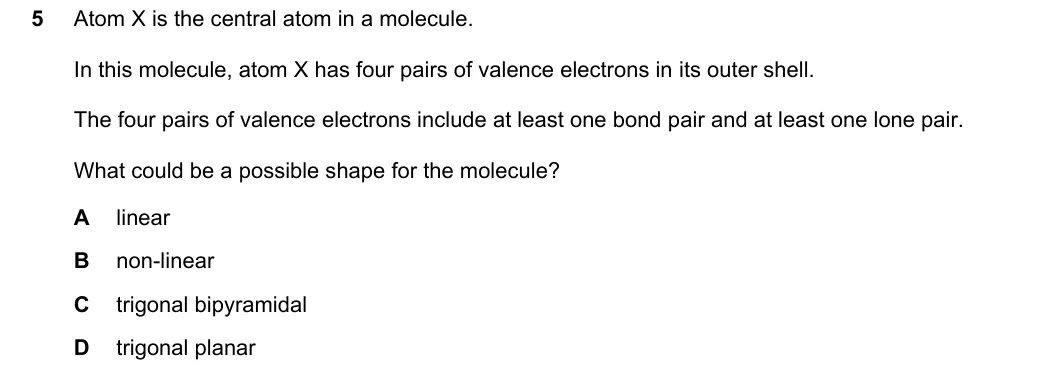 5 Atom X is the central atom in a molecule.
In this molecule, atom X has four pairs of valence electrons in its outer shell.
The four pairs of valence electrons include at least one bond pair and at least one lone pair.
What could be a possible shape for the molecule?
A linear
B non-linear
C trigonal bipyramidal
D trigonal planar